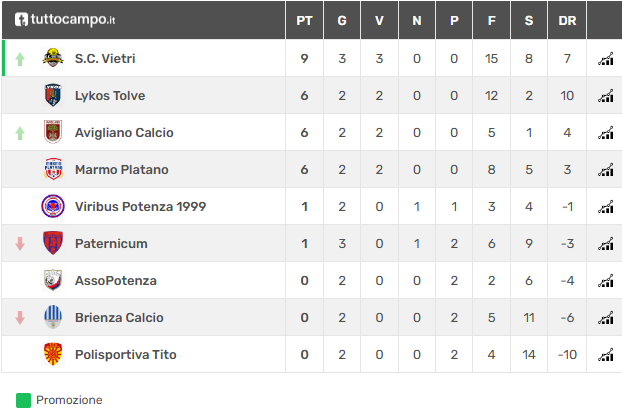 tuttocampo.it PT G V N P F S DR
S.C. Vietri 9 3 3 0 0 15 8 7
Lykos Tolve 6 2 2 0 0 12 2 10
Avigliano Calcio 6 2 2 0 0 5 1 4
Marmo Platano 6 2 2 0 0 8 5 3
Viribus Potenza 1999 1 2 0 1 1 3 4 -1
Paternicum 1 3 0 1 2 6 9 -3
AssoPotenza 0 2 0 0 2 2 6 -4
Brienza Calcio 0 2 0 0 2 5 11 -6
Polisportiva Tito 0 2 0 0 2 4 14 -10
Promozione